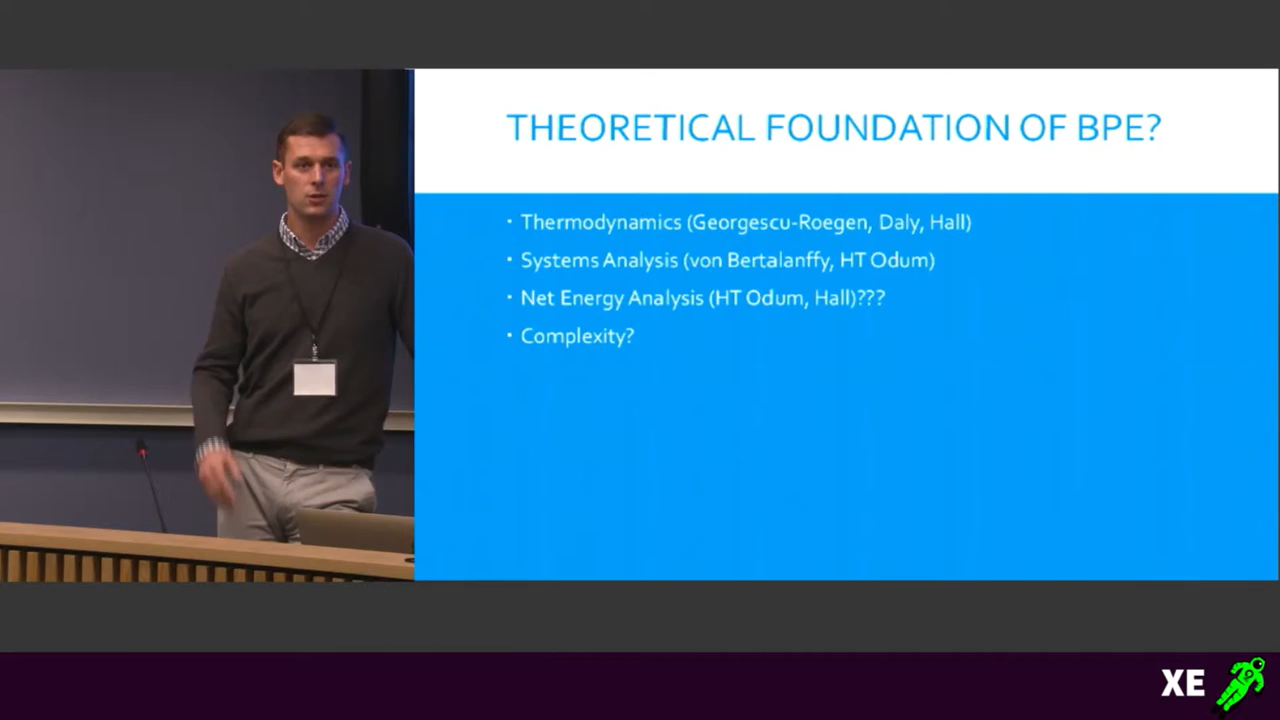 THEORETICAL FOUNDATION OF BPE?
· Thermodynamics (Georgescu-Roegen, Daly, Hall)
· Systems Analysis (von Bertalanffy, HT Odum)
· Net Energy Analysis (HT Odum, Hall)???
· Complexity?
XE